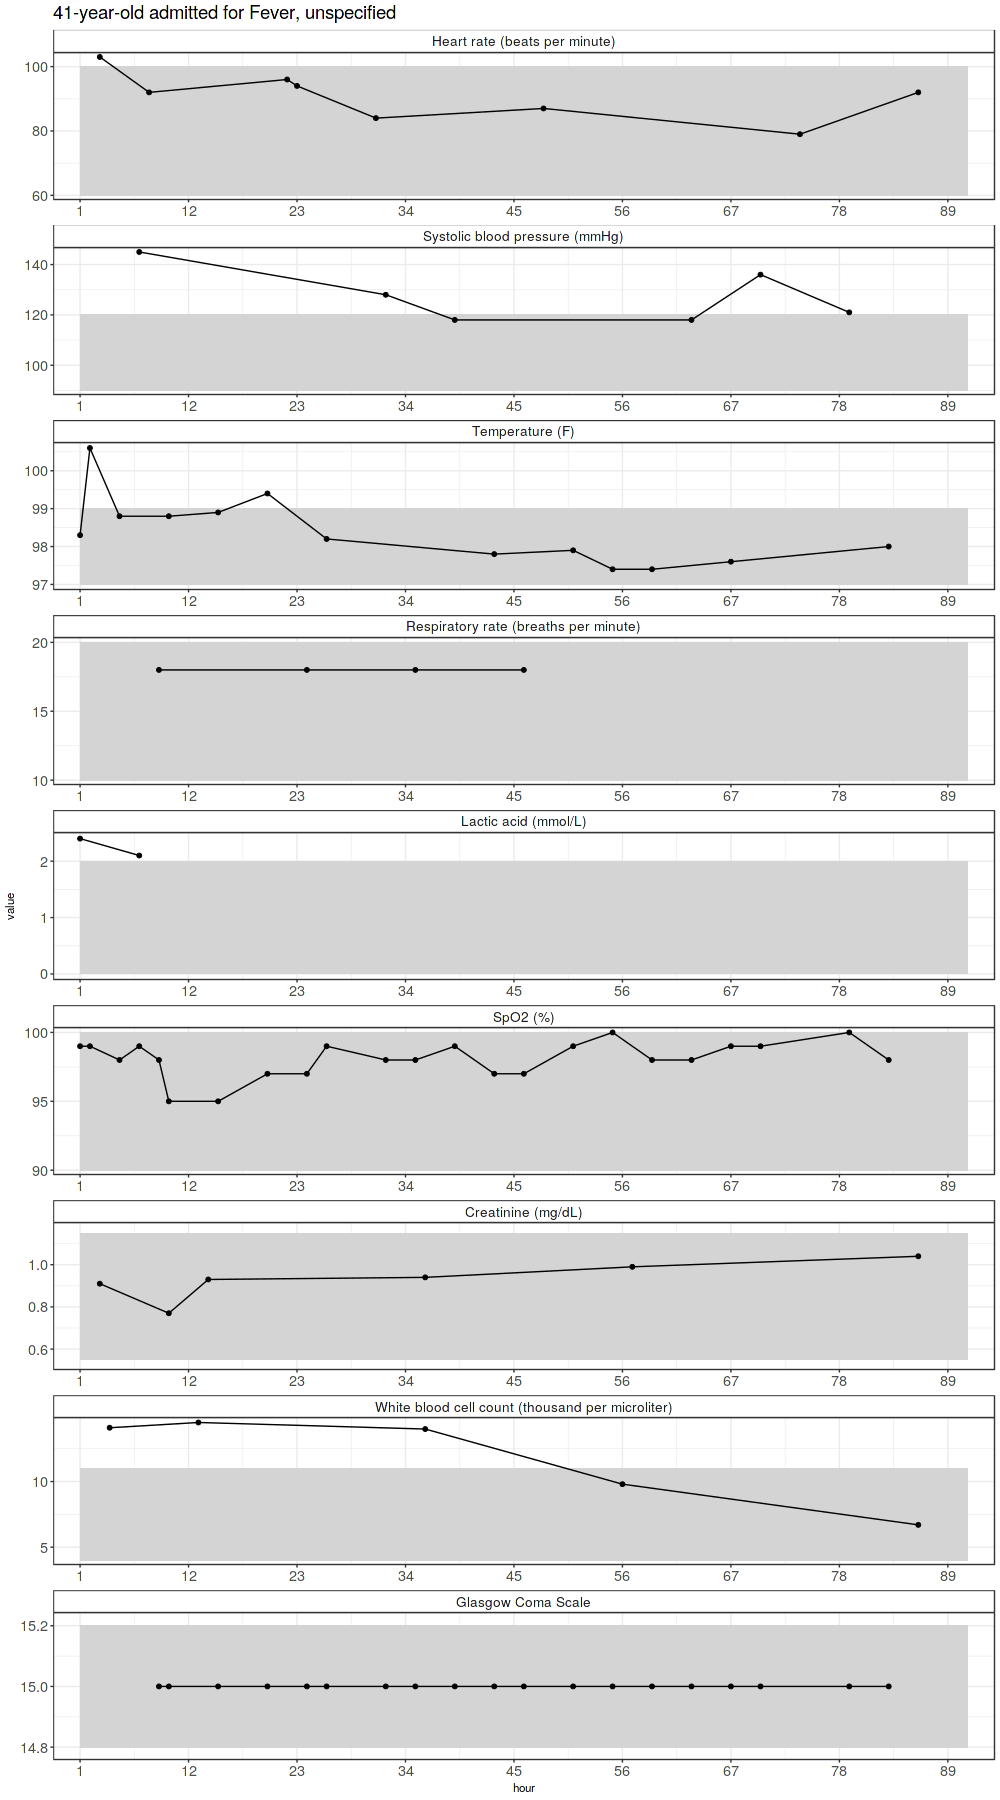 41-year-old admitted for Fever, unspecified
Heart rate (beats per minute)
100
80
60
1 12 23 34 45 56 67 78 89
Systolic blood pressure (mmHg)
140
120
100
1 12 23 34 45 56 67 78 89
Temperature (F)
100
99
98
97
1 12 23 34 45 56 67 78 89
Respiratory rate (breaths per minute)
20
15
10
1 12 23 34 45 56 67 78 89
Lactic acid (mmol/L)
2
1
0
1 12 23 34 45 56 67 78 89
value
SpO2 (%)
100
95
90
1 12 23 34 45 56 67 78 89
Creatinine (mg/dL)
1.0
0.8
0.6
1 12 23 34 45 56 67 78 89
White blood cell count (thousand per microliter)
10
5
1 12 23 34 45 56 67 78 89
Glasgow Coma Scale
15.2
15.0
14.8
1 12 23 34 45 56 67 78 89
hour